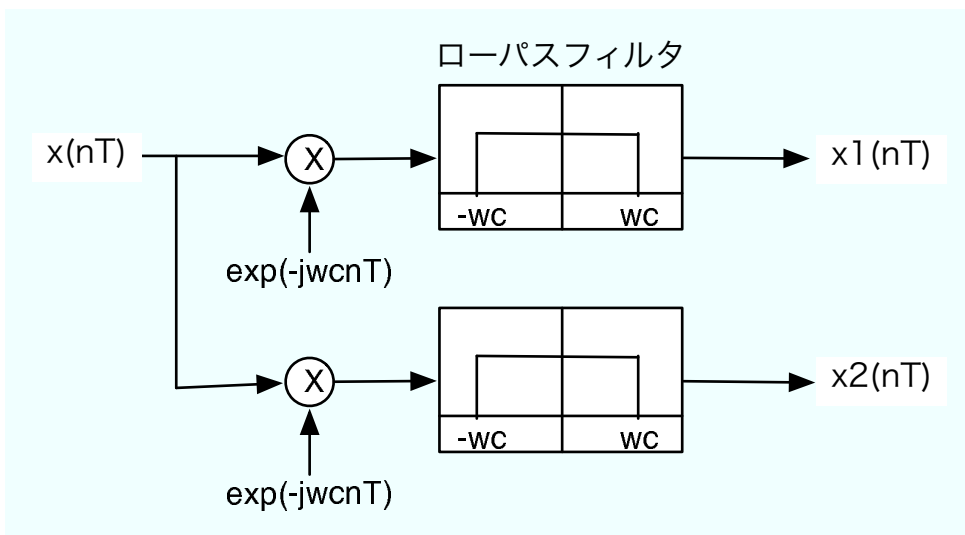 ローパスフィルタ
x(nT)
X
x1(nT)
-wc
wc
exp(-jwcnT)
X
x2(nT)
-wc
wc
exp(-jwcnT)